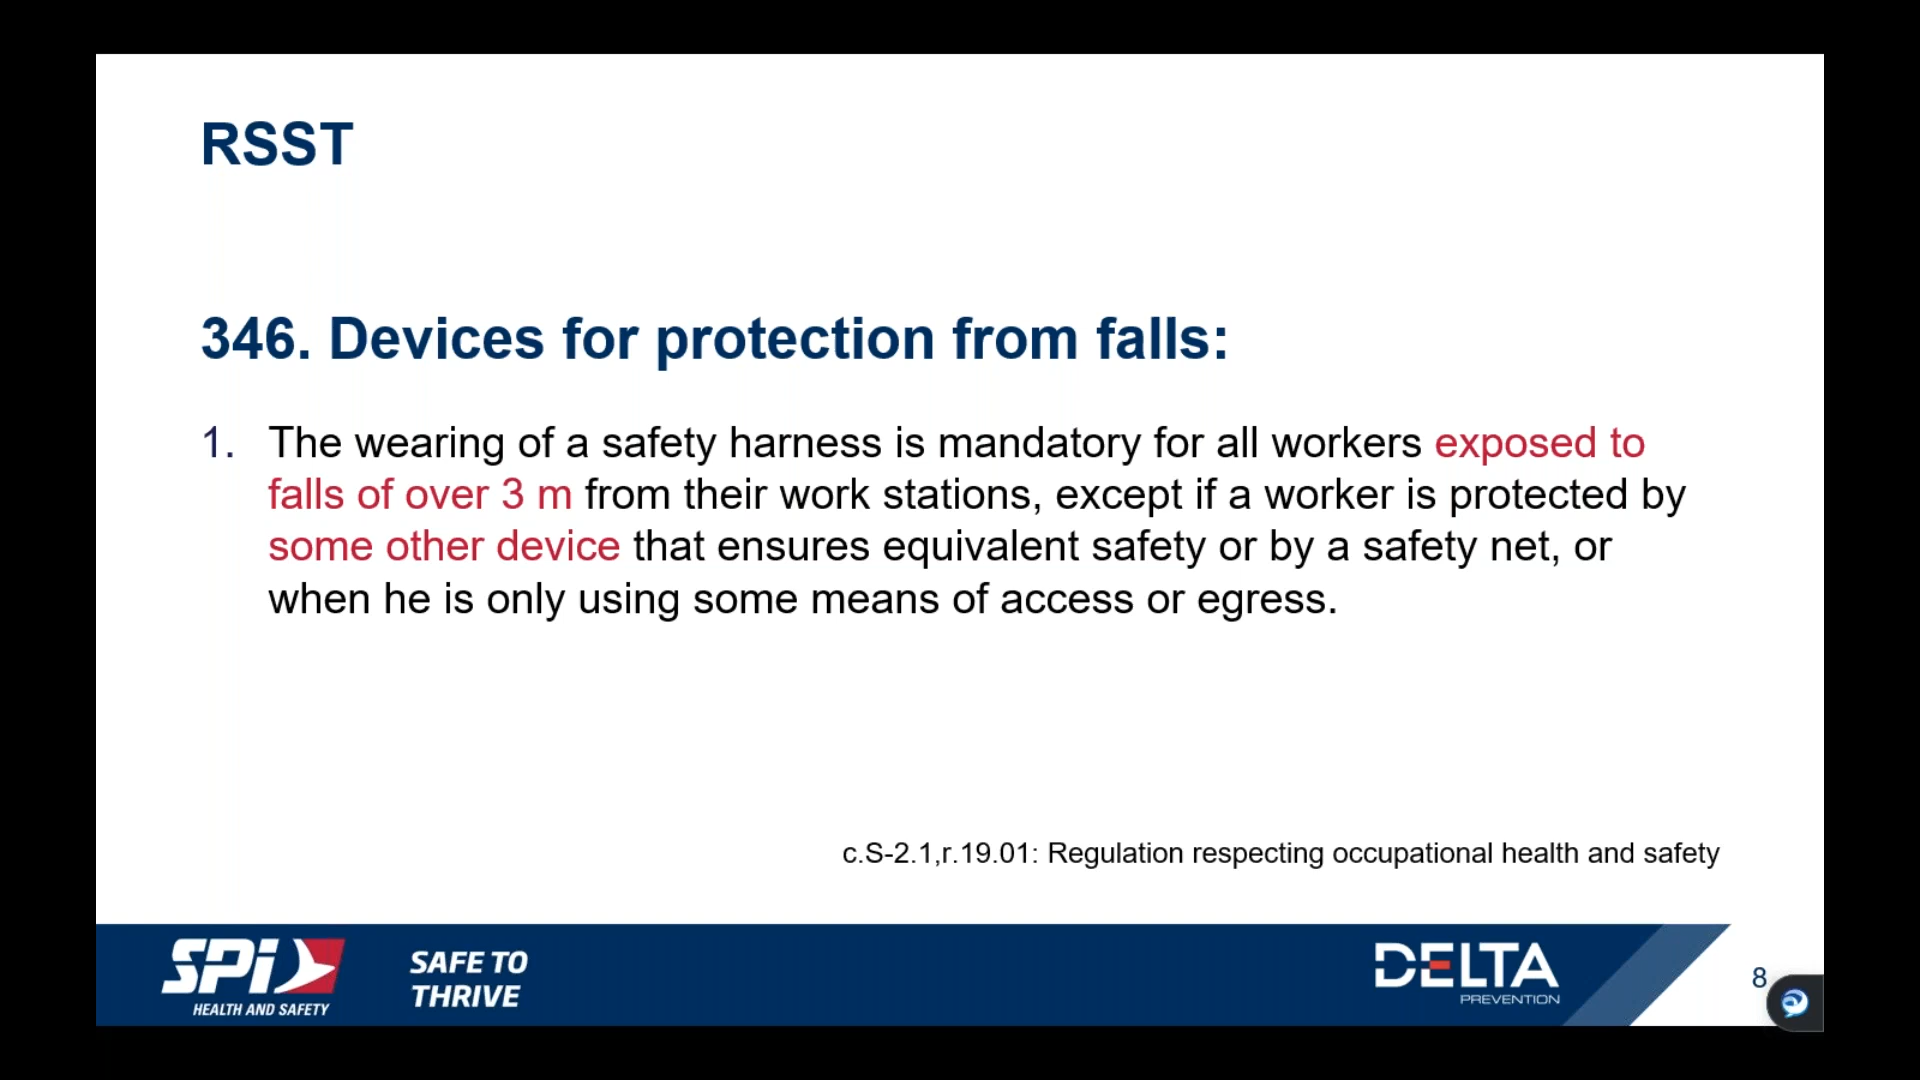 RSST
346. Devices for protection from falls:
1. The wearing of a safety harness is mandatory for all workers exposed to
falls of over 3 m from their work stations, except if a worker is protected by
some other device that ensures equivalent safety or by a safety net, or
when he is only using some means of access or egress.
c.S-2.1,r.19.01: Regulation respecting occupational health and safety
SPi
HEALTH AND SAFETY
SAFE TO
THRIVE
DELTA
PREVENTION
8